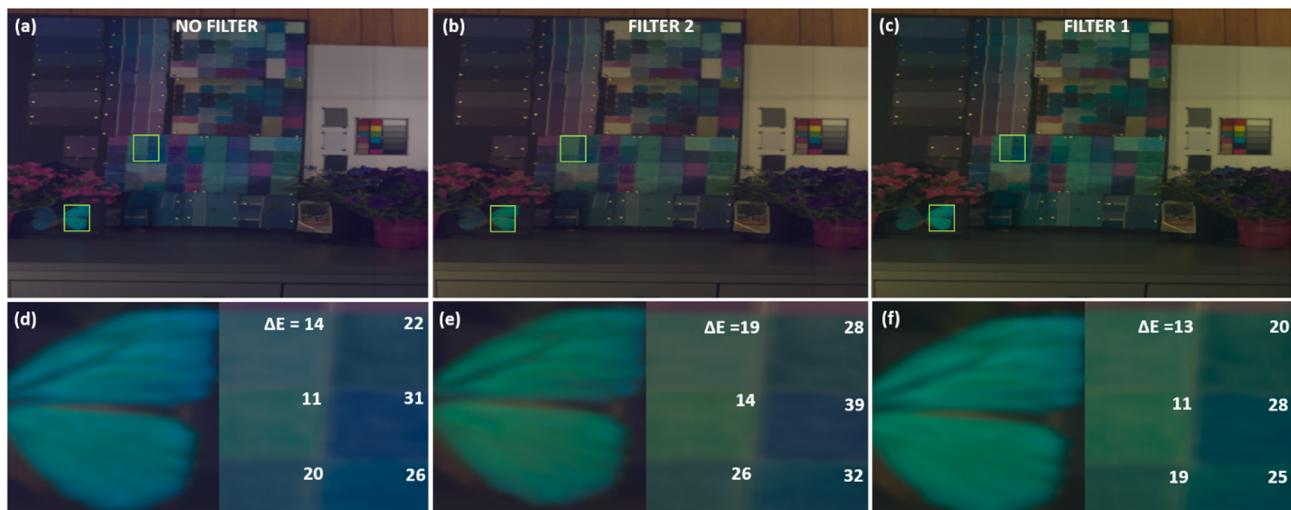 (a) NO FILTER
(b) FILTER 2
(c) FILTER 1
(d) ΔE = 14 22
11 31
20 26
(e) ΔE =19 28
14 39
26 32
(f) ΔE =13 20
11 28
19 25